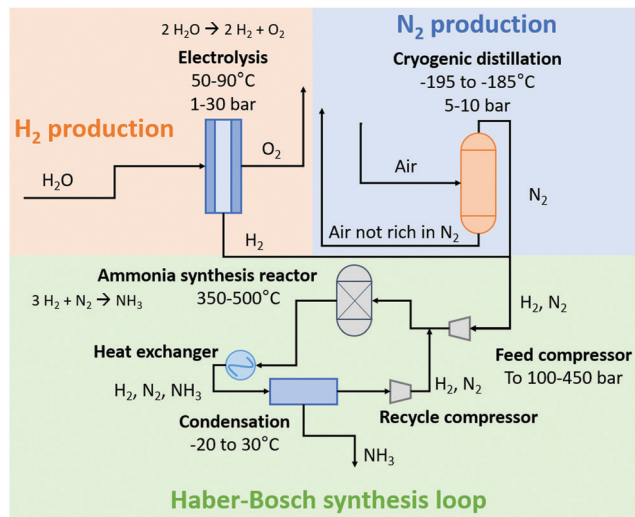 2 H₂O → 2 H₂ + O₂
Electrolysis
50-90°C
1-30 bar
H₂ production
H₂O
O₂
H₂
N₂ production
Cryogenic distillation
-195 to -185°C
5-10 bar
Air
N₂
Air not rich in N₂
Ammonia synthesis reactor
350-500°C
3 H₂ + N₂ → NH₃
H₂, N₂
Feed compressor
To 100-450 bar
Heat exchanger
H₂, N₂, NH₃
H₂, N₂
Recycle compressor
Condensation
-20 to 30°C
NH₃
Haber-Bosch synthesis loop